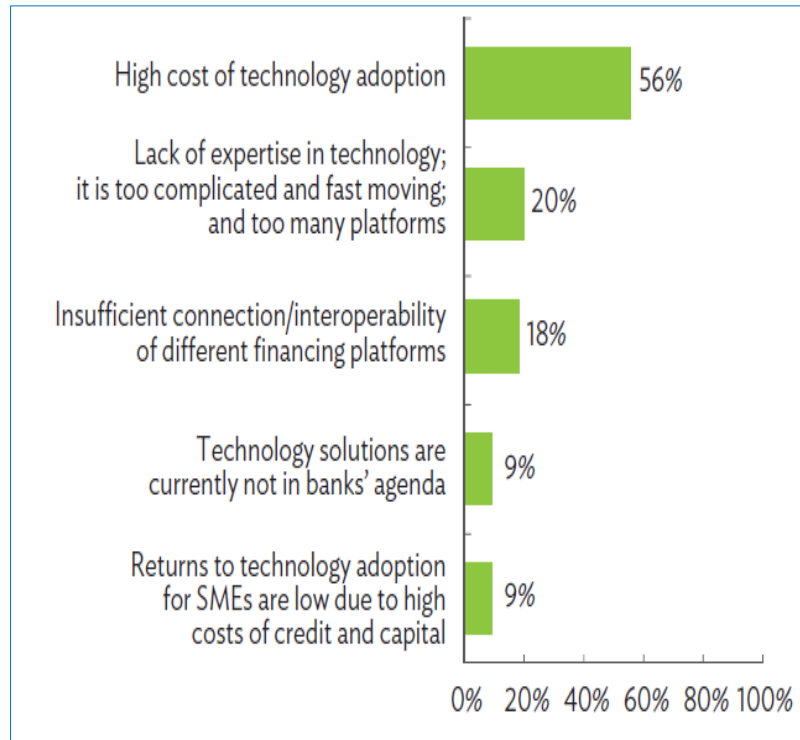 High cost of technology adoption
56%
Lack of expertise in technology;
it is too complicated and fast moving;
and too many platforms
20%
Insufficient connection/interoperability
of different financing platforms
18%
Technology solutions are
currently not in banks’ agenda
9%
Returns to technology adoption
for SMEs are low due to high
costs of credit and capital
9%
0% 20% 40% 60% 80% 100%